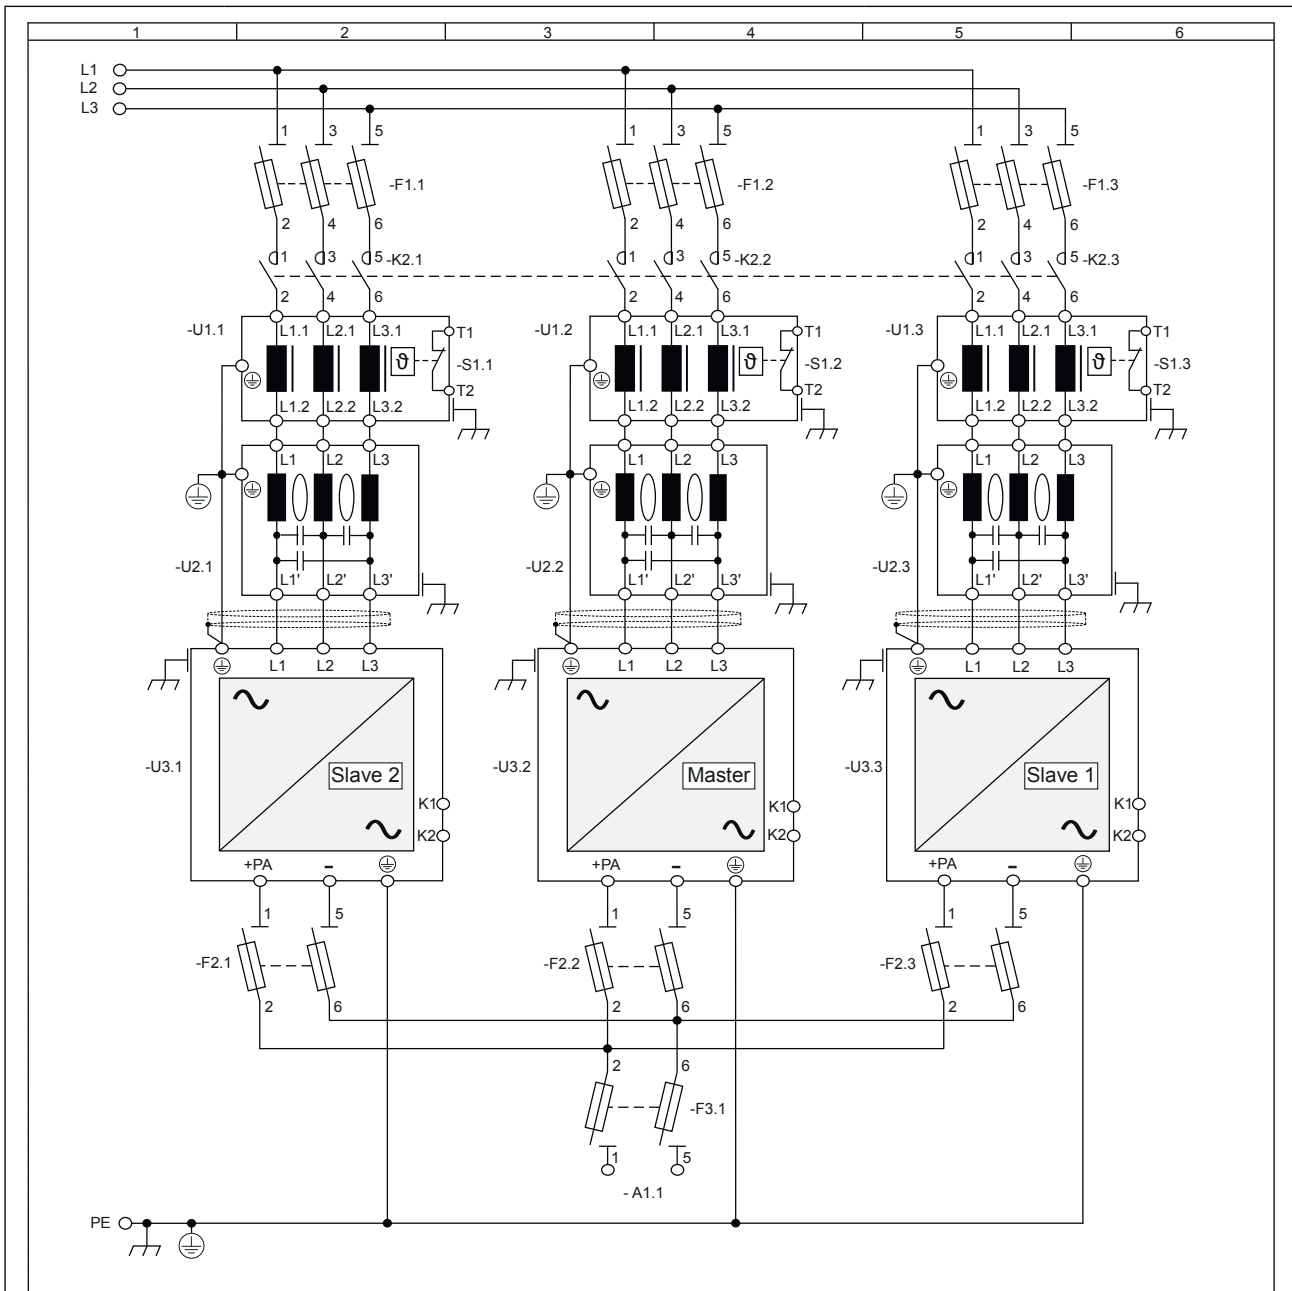 1 2 3 4 5 6
L1
L2
L3
1 3 5 1 3 5 1 3 5
-F1.1 -F1.2 -F1.3
2 4 6 2 4 6 2 4 6
1 3 5 -K2.1 1 3 5 -K2.2 1 3 5 -K2.3
2 4 6 2 4 6 2 4 6
-U1.1 L1.1 L2.1 L3.1 T1 -U1.2 L1.1 L2.1 L3.1 T1 -U1.3 L1.1 L2.1 L3.1 T1
ϑ -S1.1 ϑ -S1.2 ϑ -S1.3
T2 T2 T2
L1.2 L2.2 L3.2 L1.2 L2.2 L3.2 L1.2 L2.2 L3.2
L1 L2 L3 L1 L2 L3 L1 L2 L3
-U2.1 -U2.2 -U2.3
L1' L2' L3' L1' L2' L3' L1' L2' L3'
L1 L2 L3 L1 L2 L3 L1 L2 L3
-U3.1 Slave 2 -U3.2 Master -U3.3 Slave 1
K1 K1 K1
K2 K2 K2
+PA - +PA - +PA -
1 5 1 5 1 5
-F2.1 -F2.2 -F2.3
2 6 2 6 2 6
2 6
-F3.1
1 5
- A1.1
PE